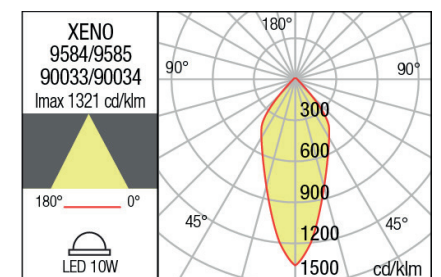 XENO
9584/9585
90033/90034
Imax 1321 cd/klm
180° 0°
LED 10W
180°
90° 90°
300
600
900
45° 45°
1200
1500 cd/klm